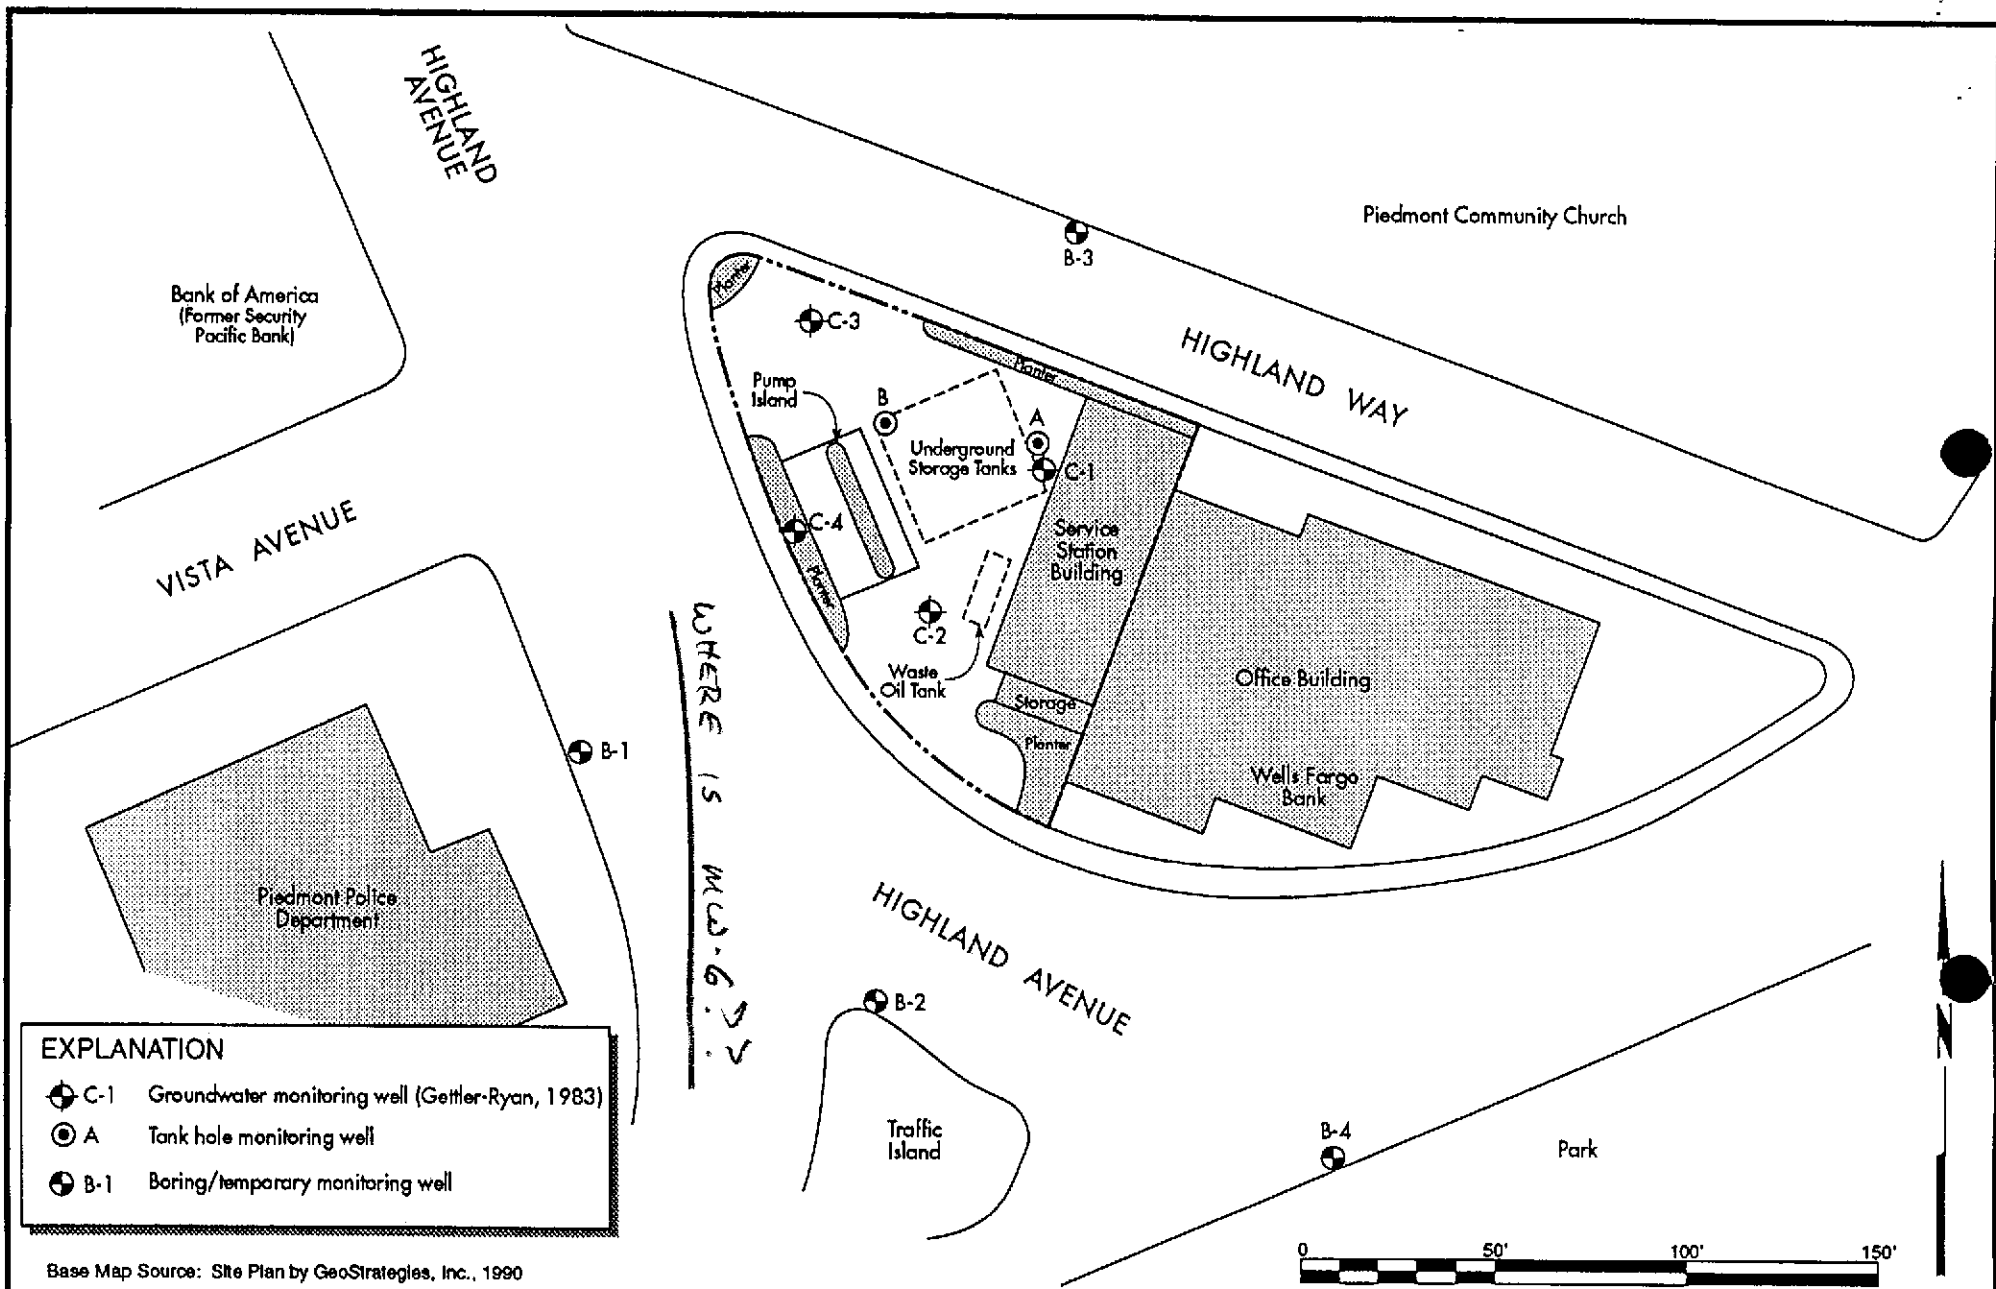 HIGHLAND
AVENUE
Piedmont Community Church
B-3
Bank of America
(Former Security
Pacific Bank)
Planter
C-3
HIGHLAND WAY
Planter
Pump
Island
B
A
Underground
Storage Tanks
C-1
C-4
VISTA AVENUE
Service
Station
Building
Planter
C-2
WHERE IS MW-6??
Waste
Oil Tank
Office Building
Storage
Planter
B-1
Wells Fargo
Bank
Piedmont Police
Department
HIGHLAND AVENUE
B-2
N
EXPLANATION
C-1 Groundwater monitoring well (Gettler-Ryan, 1983)
A Tank hole monitoring well
B-1 Boring/temporary monitoring well
Traffic
Island
B-4
Park
0 50' 100' 150'
Base Map Source: Site Plan by GeoStrategies, Inc., 1990